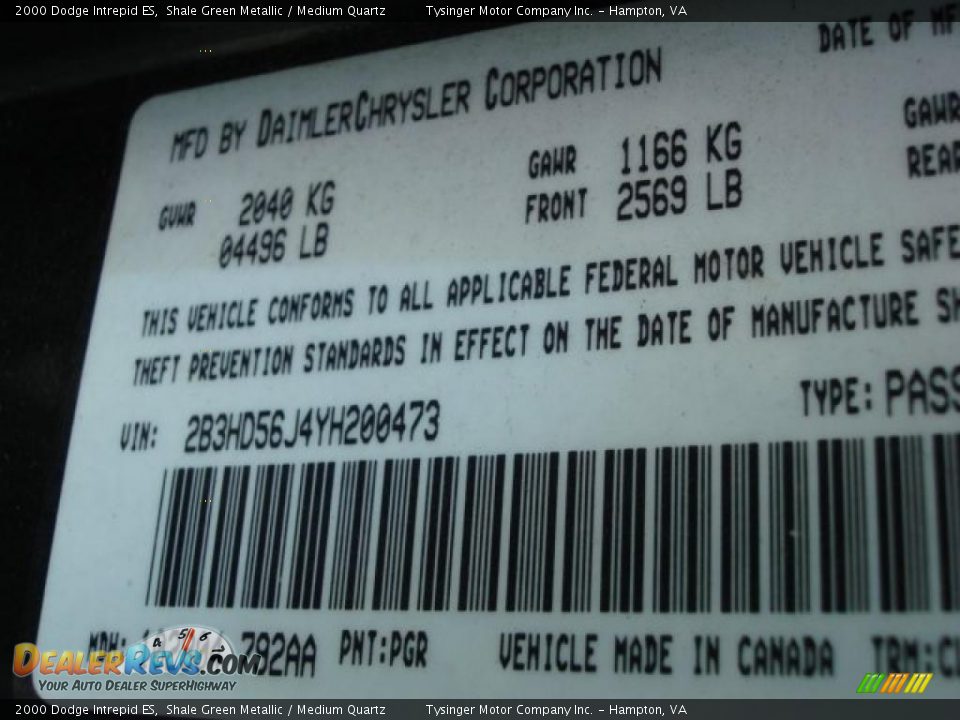 2000 Dodge Intrepid ES, Shale Green Metallic / Medium Quartz Tysinger Motor Company Inc. - Hampton, VA
DATE OF
MFD BY DAIMLERCHRYSLER CORPORATION
GAWR 1166 KG GAWR
GVWR 2040 KG FRONT 2569 LB REAR
04496 LB
THIS VEHICLE CONFORMS TO ALL APPLICABLE FEDERAL MOTOR VEHICLE
THEFT PREVENTION STANDARDS IN EFFECT ON THE DATE OF MANUFACTURE
VIN: 2B3HD56J4YH200473 TYPE: PASS
MDH: 792AA PNT:PGR VEHICLE MADE IN CANADA TRM:
DEALERREVS.COM
YOUR AUTO DEALER SUPERHIGHWAY
2000 Dodge Intrepid ES, Shale Green Metallic / Medium Quartz Tysinger Motor Company Inc. - Hampton, VA